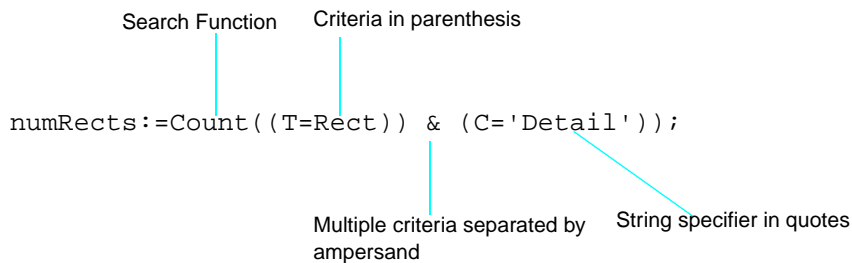 Search Function
Criteria in parenthesis
numRects:=Count((T=Rect)) & (C='Detail'));
Multiple criteria separated by
ampersand
String specifier in quotes